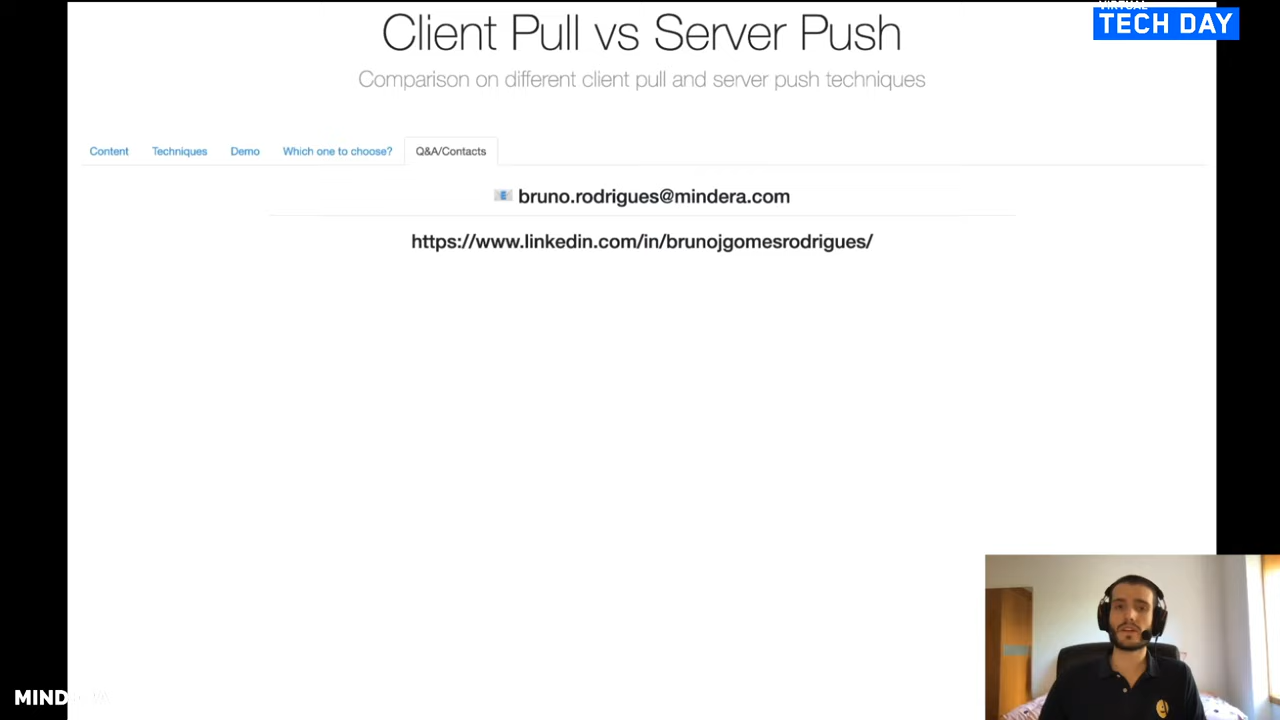 Client Pull vs Server Push
VIRTUAL
TECH DAY
Comparison on different client pull and server push techniques
Content
Techniques
Demo
Which one to choose?
Q&A/Contacts
bruno.rodrigues@mindera.com
https://www.linkedin.com/in/brunojgomesrodrigues/